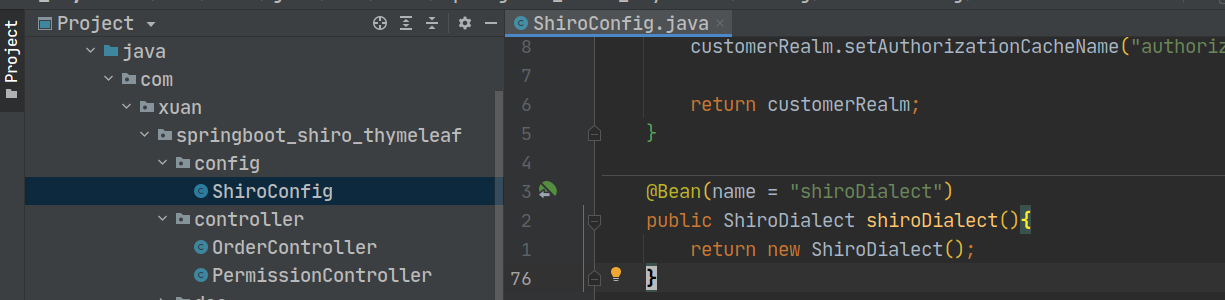 Project
Project
java
com
xuan
springboot_shiro_thymeleaf
config
ShiroConfig
controller
OrderController
PermissionController
ShiroConfig.java
8 customerRealm.setAuthorizationCacheName("authoriz
7
6 return customerRealm;
5 }
4
3 @Bean(name = "shiroDialect")
2 public ShiroDialect shiroDialect(){
1 return new ShiroDialect();
76 }